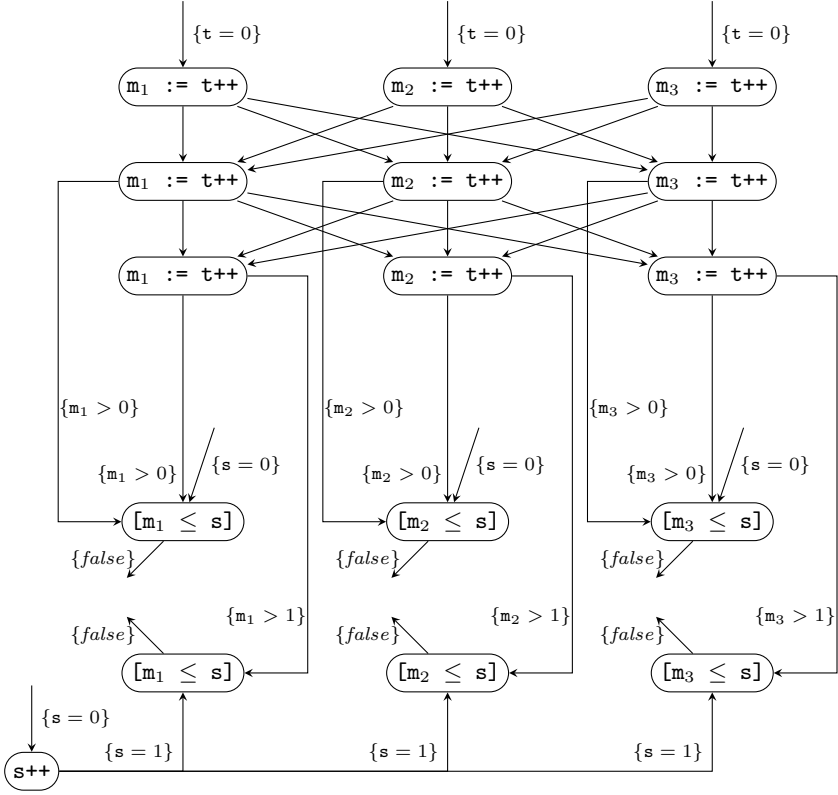 {t = 0} {t = 0} {t = 0}
m₁ := t++ m₂ := t++ m₃ := t++
m₁ := t++ m₂ := t++ m₃ := t++
m₁ := t++ m₂ := t++ m₃ := t++
{m₁ > 0} {m₂ > 0} {m₃ > 0}
{m₁ > 0} {s = 0} {m₂ > 0} {s = 0} {m₃ > 0} {s = 0}
[m₁ ≤ s] [m₂ ≤ s] [m₃ ≤ s]
{false} {false} {false}
{m₁ > 1} {m₂ > 1} {m₃ > 1}
{false} {false} {false}
[m₁ ≤ s] [m₂ ≤ s] [m₃ ≤ s]
{s = 0}
{s = 1} {s = 1} {s = 1}
s++